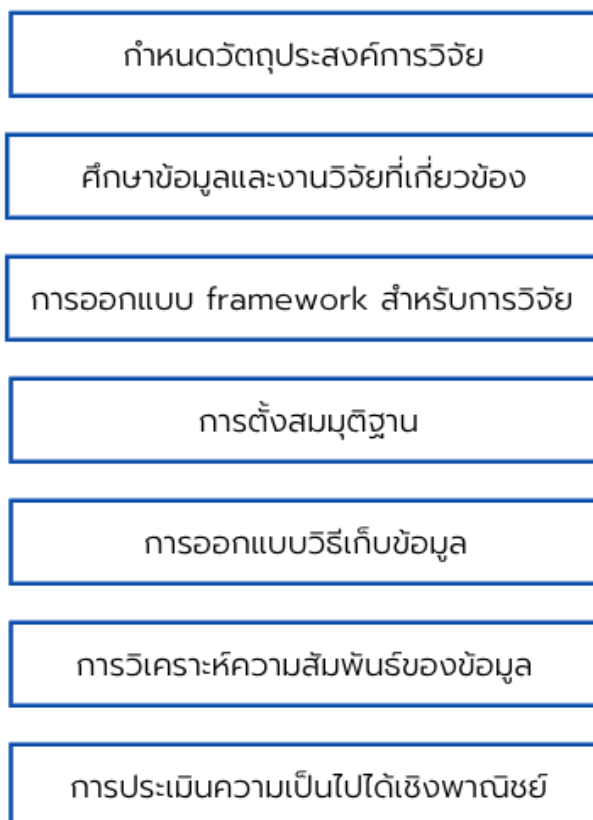 กำหนดวัตถุประสงค์การวิจัย
ศึกษาข้อมูลและงานวิจัยที่เกี่ยวข้อง
การออกแบบ framework สำหรับการวิจัย
การตั้งสมมุติฐาน
การออกแบบวิธีเก็บข้อมูล
การวิเคราะห์ความสัมพันธ์ของข้อมูล
การประเมินความเป็นไปได้เชิงพาณิชย์